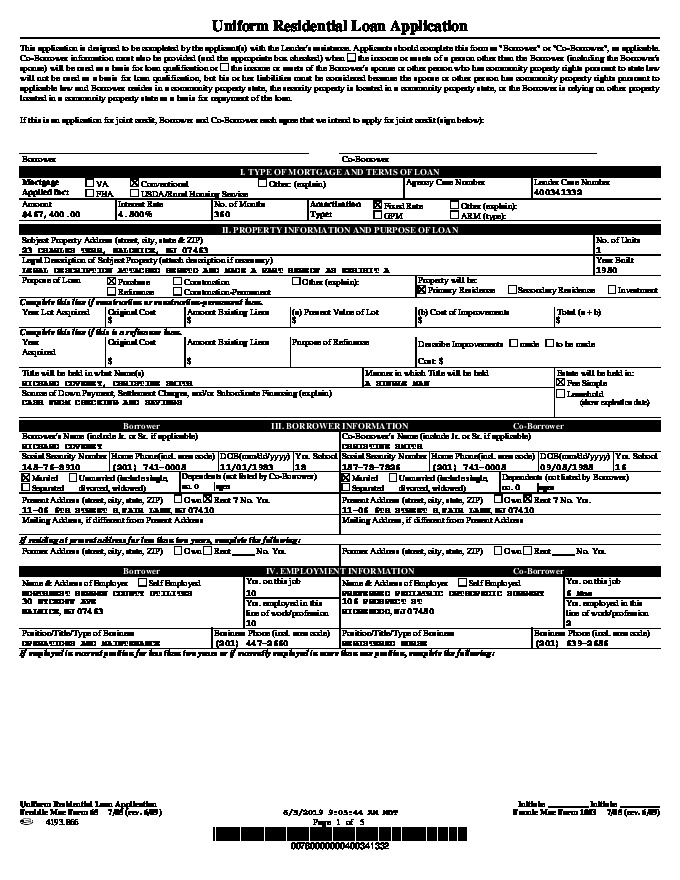 Uniform Residential Loan Application
This application is designed to be completed by the applicant(s) with the Lender's assistance. Applicants should complete this form as "Borrower" or "Co-Borrower", as applicable.
Co-Borrower information must also be provided (and the appropriate box checked) when the income or assets of a person other than the Borrower (including the Borrower's
spouse) will be used as a basis for loan qualification or the income or assets of the Borrower's spouse or other person who has community property rights pursuant to state law
will not be used as a basis for loan qualification, but his or her liabilities must be considered because the spouse or other person has community property rights pursuant to
applicable law and Borrower resides in a community property state, the security property is located in a community property state, or the Borrower is relying on other property
located in a community property state as a basis for repayment of the loan.
If this is an application for joint credit, Borrower and Co-Borrower each agree that we intend to apply for joint credit (sign below):
Borrower Co-Borrower
I. TYPE OF MORTGAGE AND TERMS OF LOAN
Mortgage VA Conventional Other: (explain) Agency Case Number Lender Case Number
Applied for: FHA USDA/Rural Housing Service 400341332
Amount Interest Rate No. of Months Amortization Fixed Rate Other (explain):
$467,400.00 4.800% 360 Type: GPM ARM (type):
II. PROPERTY INFORMATION AND PURPOSE OF LOAN
Subject Property Address (street, city, state & ZIP) No. of Units
23 CHARLES TERR, WALDWICK, NJ 07463 1
Legal Description of Subject Property (attach description if necessary) Year Built
LEGAL DESCRIPTION ATTACHED HERETO AND MADE A PART HEREOF AS EXHIBIT A 1980
Purpose of Loan Purchase Construction Other (explain): Property will be:
Refinance Construction-Permanent Primary Residence Secondary Residence Investment
Complete this line if construction or construction-permanent loan.
Year Lot Acquired Original Cost Amount Existing Liens (a) Present Value of Lot (b) Cost of Improvements Total (a + b)
$ $ $ $ $
Complete this line if this is a refinance loan.
Year Original Cost Amount Existing Liens Purpose of Refinance Describe Improvements made to be made
Acquired
$ $ Cost: $
Title will be held in what Name(s) Manner in which Title will be held Estate will be held in:
RICHARD COVENEY, CHRISTINE SMITH A SINGLE MAN Fee Simple
Source of Down Payment, Settlement Charges, and/or Subordinate Financing (explain) Leasehold
CASH FROM CHECKING AND SAVINGS (show expiration date)
Borrower III. BORROWER INFORMATION Co-Borrower
Borrower's Name (include Jr. or Sr. if applicable) Co-Borrower's Name (include Jr. or Sr. if applicable)
RICHARD COVENEY CHRISTINE SMITH
Social Security Number Home Phone(incl. area code) DOB(mm/dd/yyyy) Yrs. School Social Security Number Home Phone(incl. area code) DOB(mm/dd/yyyy) Yrs. School
148-76-8910 (201) 741-0008 11/01/1983 18 187-78-7826 (201) 741-0008 09/08/1988 16
Married Unmarried (include single, Dependents (not listed by Co-Borrower) Married Unmarried (include single, Dependents (not listed by Borrower)
Separated divorced, widowed) no. 0 ages Separated divorced, widowed) no. 0 ages
Present Address (street, city, state, ZIP) Own Rent 7 No. Yrs. Present Address (street, city, state, ZIP) Own Rent 7 No. Yrs.
11-06 6TH STREET B,FAIR LAWN,NJ 07410 11-06 6TH STREET B,FAIR LAWN,NJ 07410
Mailing Address, if different from Present Address Mailing Address, if different from Present Address
If residing at present address for less than two years, complete the following:
Former Address (street, city, state, ZIP) Own Rent No. Yrs. Former Address (street, city, state, ZIP) Own Rent No. Yrs.
Borrower IV. EMPLOYMENT INFORMATION Co-Borrower
Name & Address of Employer Self Employed Yrs. on this job Name & Address of Employer Self Employed Yrs. on this job
NORTHWEST BERGEN COUNTY UTILITES 10 PREFERRED PEDIATRIC ORTHOPEDIC SURGERY 6 Mos
30 WYCKOFF AVE Yrs. employed in this 106 PROSPECT ST Yrs. employed in this
WALDWICK, NJ 07463 line of work/profession RIDGEWOOD, NJ 07450 line of work/profession
10 2
Position/Title/Type of Business Business Phone (incl. area code) Position/Title/Type of Business Business Phone (incl. area code)
OPERATIONS AND MAINTENANCE (201) 447-2660 REGISTERED NURSE (201) 639-2686
If employed in current position for less than two years or if currently employed in more than one position, complete the following:
Uniform Residential Loan Application Initials: Initials:
Freddie Mac Form 65 7/05 (rev. 6/09) 6/3/2019 9:05:44 AM MDT Fannie Mae Form 1003 7/05 (rev. 6/09)
4193.866 Page 1 of 5
00780000000400341332